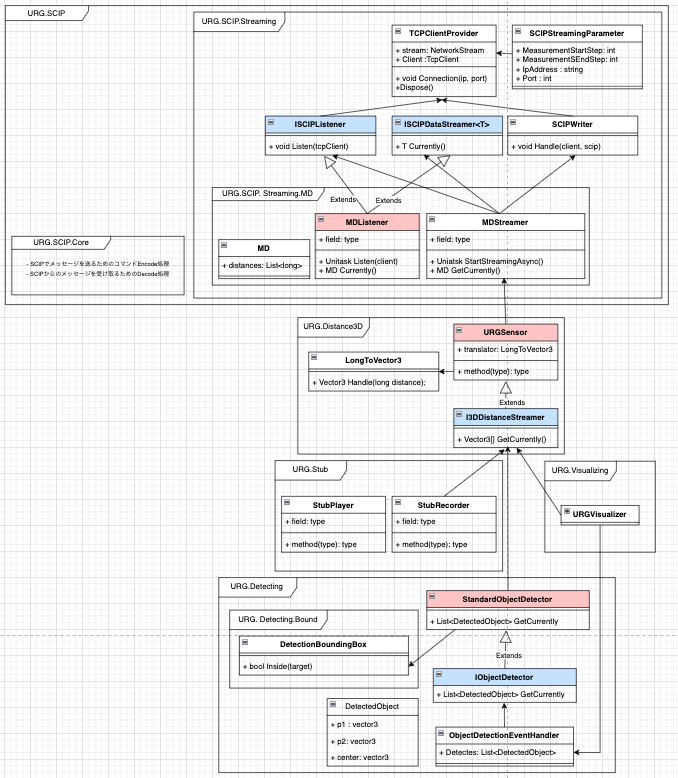 URG.SCIP
URG.SCIP.Streaming
TCPClientProvider
+ stream: NetworkStream
+ Client :TcpClient
+ void Connection(ip, port)
+Dispose()
SCIPStreamingParameter
+ MeasurementStartStep: int
+ MeasurementSEndStep: int
+ IpAddress : string
+ Port : int
ISCIPListener
+ void Listen(tcpClient)
ISCIPDataStreamer<T>
+ T Currently()
SCIPWriter
+ void Handle(client, scip)
Extends
Extends
URG.SCIP. Streaming.MD
MD
+ distances: List<long>
MDListener
+ field: type
+ Unitask Listen(client)
+ MD Currently()
MDStreamer
+ field: type
+ Uniatsk StartStreamingAsync()
+ MD GetCurrently()
URG.SCIP.Core
- SCIPでメッセージを送るためのコマンドEncode処理
- SCIPからのメッセージを受け取るためのDecode処理
URG.Distance3D
URGSensor
+ translator: LongToVector3
+ method(type): type
LongToVector3
+ Vector3 Handle(long distance);
Extends
I3DDistanceStreamer
+ Vector3[] GetCurrently()
URG.Stub
StubPlayer
+ field: type
+ method(type): type
StubRecorder
+ field: type
+ method(type): type
URG.Visualizing
URGVisualizer
URG.Detecting
StandardObjectDetector
+ List<DetectedObject> GetCurrently
URG. Detecting.Bound
DetectionBoundingBox
+ bool Inside(target)
Extends
IObjectDetector
+ List<DetectedObject> GetCurrently
DetectedObject
+ p1 : vector3
+ p2: vector3
+ center: vector3
ObjectDetectionEventHandler
+ Detectes: List<DetectedObject>